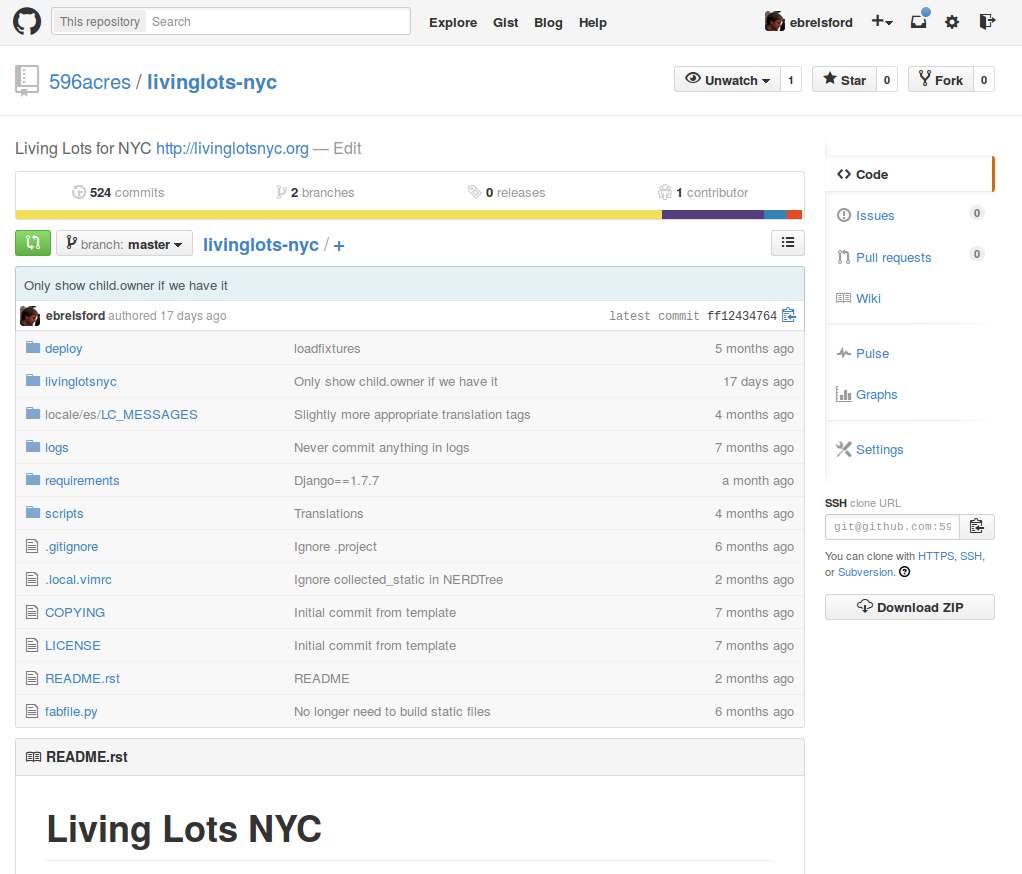 This repository Search Explore Gist Blog Help ebrelsford
596acres / livinglots-nyc Unwatch 1 Star 0 Fork 0
Living Lots for NYC http://livinglotsnyc.org — Edit
524 commits 2 branches 0 releases 1 contributor
branch: master livinglots-nyc / +
Only show child.owner if we have it
ebrelsford authored 17 days ago latest commit ff12434764
deploy loadfixtures 5 months ago
livinglotsnyc Only show child.owner if we have it 17 days ago
locale/es/LC_MESSAGES Slightly more appropriate translation tags 4 months ago
logs Never commit anything in logs 7 months ago
requirements Django==1.7.7 a month ago
scripts Translations 4 months ago
.gitignore Ignore .project 6 months ago
.local.vimrc Ignore collected_static in NERDTree 2 months ago
COPYING Initial commit from template 7 months ago
LICENSE Initial commit from template 7 months ago
README.rst README 2 months ago
fabfile.py No longer need to build static files 6 months ago
README.rst
Living Lots NYC
Code
Issues 0
Pull requests 0
Wiki
Pulse
Graphs
Settings
SSH clone URL
git@github.com:59
You can clone with HTTPS, SSH,
or Subversion.
Download ZIP